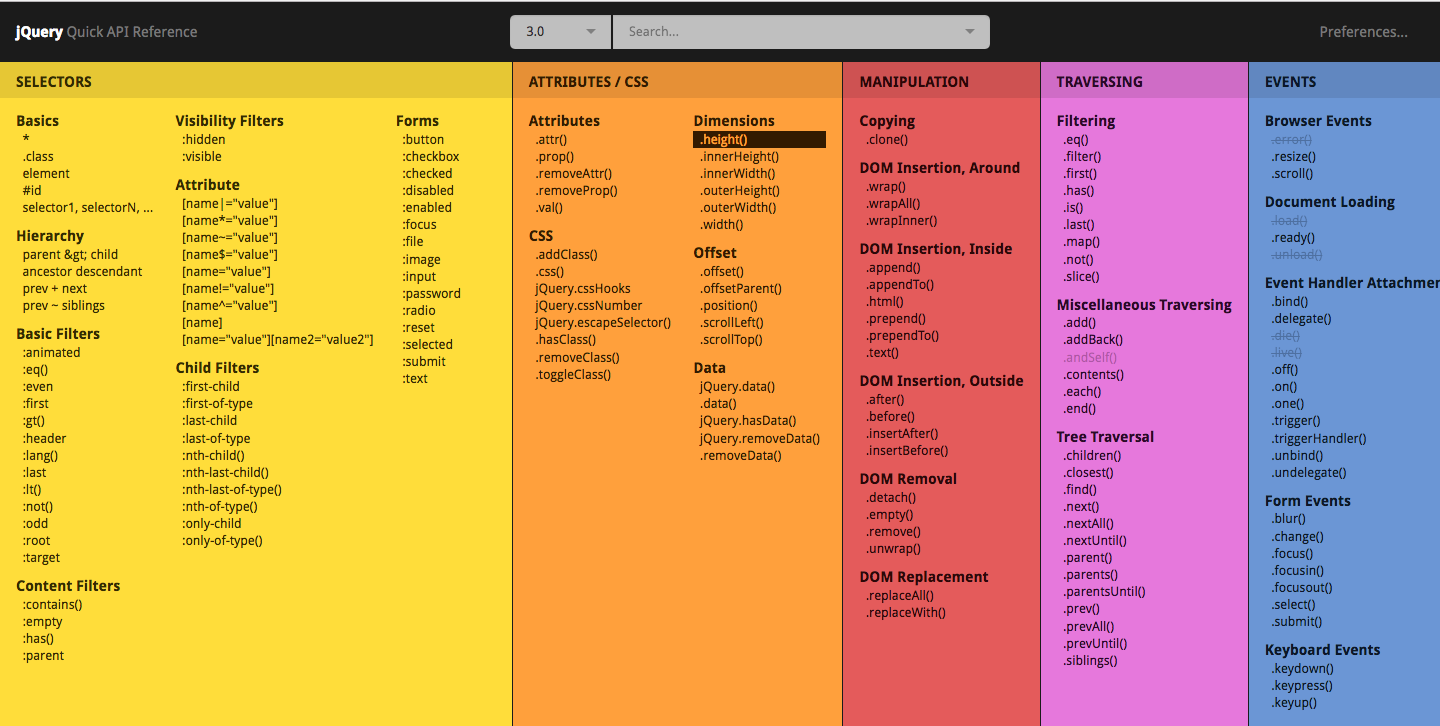 jQuery Quick API Reference
3.0
Search...
Preferences...
SELECTORS
Basics
*
.class
element
#id
selector1, selectorN, ...
Hierarchy
parent &gt; child
ancestor descendant
prev + next
prev ~ siblings
Basic Filters
:animated
:eq()
:even
:first
:gt()
:header
:lang()
:last
:lt()
:not()
:odd
:root
:target
Content Filters
:contains()
:empty
:has()
:parent
Visibility Filters
:hidden
:visible
Attribute
[name|="value"]
[name*="value"]
[name~="value"]
[name$="value"]
[name="value"]
[name!="value"]
[name^="value"]
[name]
[name="value"][name2="value2"]
Child Filters
:first-child
:first-of-type
:last-child
:last-of-type
:nth-child()
:nth-last-child()
:nth-last-of-type()
:nth-of-type()
:only-child
:only-of-type()
Forms
:button
:checkbox
:checked
:disabled
:enabled
:focus
:file
:image
:input
:password
:radio
:reset
:selected
:submit
:text
ATTRIBUTES / CSS
Attributes
.attr()
.prop()
.removeAttr()
.removeProp()
.val()
CSS
.addClass()
.css()
jQuery.cssHooks
jQuery.cssNumber
jQuery.escapeSelector()
.hasClass()
.removeClass()
.toggleClass()
Dimensions
.height()
.innerHeight()
.innerWidth()
.outerHeight()
.outerWidth()
.width()
Offset
.offset()
.offsetParent()
.position()
.scrollLeft()
.scrollTop()
Data
jQuery.data()
.data()
jQuery.hasData()
jQuery.removeData()
.removeData()
MANIPULATION
Copying
.clone()
DOM Insertion, Around
.wrap()
.wrapAll()
.wrapInner()
DOM Insertion, Inside
.append()
.appendTo()
.html()
.prepend()
.prependTo()
.text()
DOM Insertion, Outside
.after()
.before()
.insertAfter()
.insertBefore()
DOM Removal
.detach()
.empty()
.remove()
.unwrap()
DOM Replacement
.replaceAll()
.replaceWith()
TRAVERSING
Filtering
.eq()
.filter()
.first()
.has()
.is()
.last()
.map()
.not()
.slice()
Miscellaneous Traversing
.add()
.addBack()
.andSelf()
.contents()
.each()
.end()
Tree Traversal
.children()
.closest()
.find()
.next()
.nextAll()
.nextUntil()
.parent()
.parents()
.parentsUntil()
.prev()
.prevAll()
.prevUntil()
.siblings()
EVENTS
Browser Events
.error()
.resize()
.scroll()
Document Loading
.load()
.ready()
.unload()
Event Handler Attachmer
.bind()
.delegate()
.die()
.live()
.off()
.on()
.one()
.trigger()
.triggerHandler()
.unbind()
.undelegate()
Form Events
.blur()
.change()
.focus()
.focusin()
.focusout()
.select()
.submit()
Keyboard Events
.keydown()
.keypress()
.keyup()